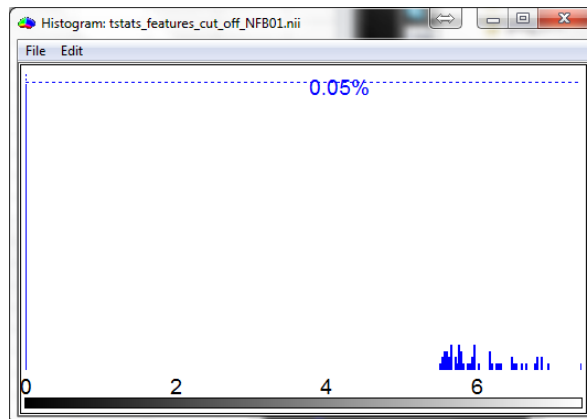 Histogram: tstats_features_cut_off_NFB01.nii
File Edit
0.05%
0 2 4 6